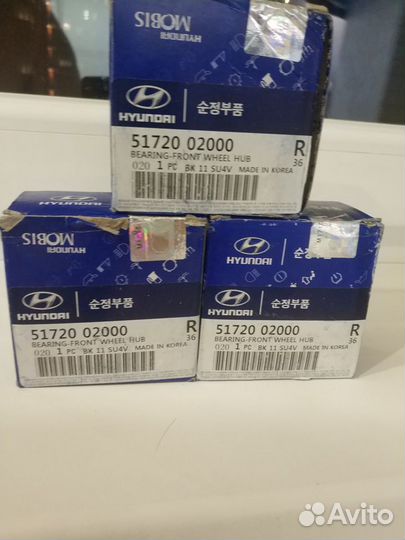 HYUNDAI
MOBIS
HYUNDAI
순정부품
51720 02000
R
BEARING-FRONT WHEEL HUB
36
020 1 PC BK 11 SU4V MADE IN KOREA
HYUNDAI
MOBIS
HYUNDAI
순정부품
51720 02000
R
BEARING-FRONT WHEEL HUB
36
020 1 PC BK 11 SU4V MADE IN KOREA
HYUNDAI
순정부품
51720 02000
R
BEARING-FRONT WHEEL HUB
36
020 1 PC BK 11 SU4V MADE IN KOREA
Avito